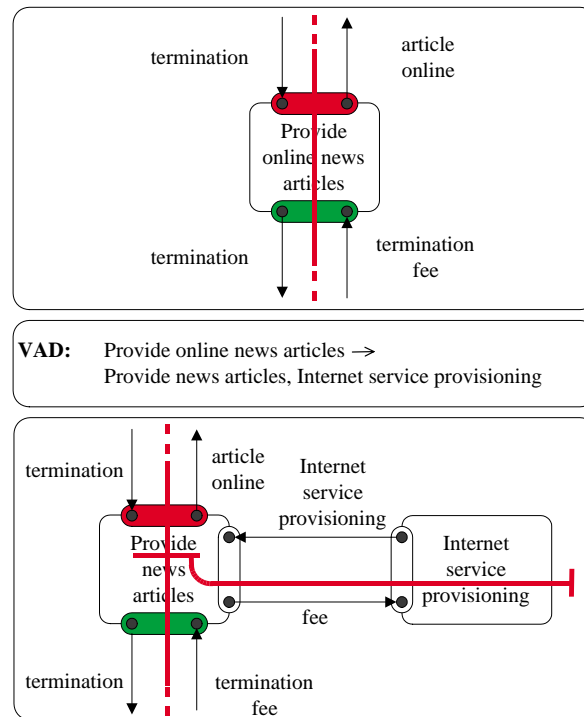 termination
article
online
Provide
online news
articles
termination
termination
fee
VAD: Provide online news articles →
Provide news articles, Internet service provisioning
termination
article
online
Internet
service
provisioning
Provide
news
articles
Internet
service
provisioning
fee
termination
termination
fee